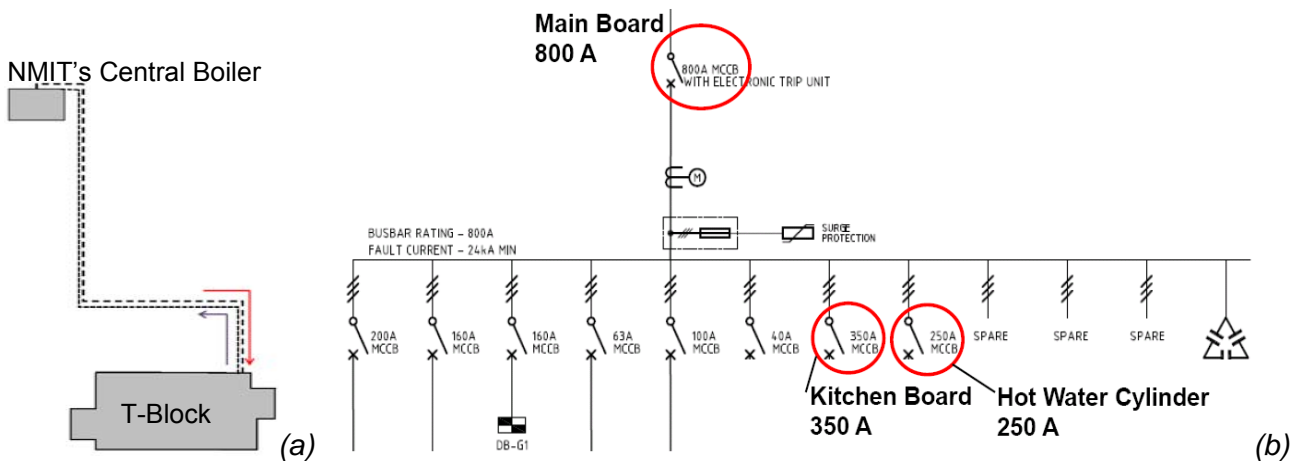 NMIT's Central Boiler
T-Block
(a)
Main Board
800 A
800A MCCB
WITH ELECTRONIC TRIP UNIT
M
BUSBAR RATING - 800A
FAULT CURRENT - 24kA MIN
SURGE
PROTECTION
200A
MCCB
160A
MCCB
160A
MCCB
63A
MCCB
100A
MCCB
40A
MCCB
350A
MCCB
250A
MCCB
SPARE
SPARE
SPARE
DB-G1
Kitchen Board
350 A
Hot Water Cylinder
250 A
(b)